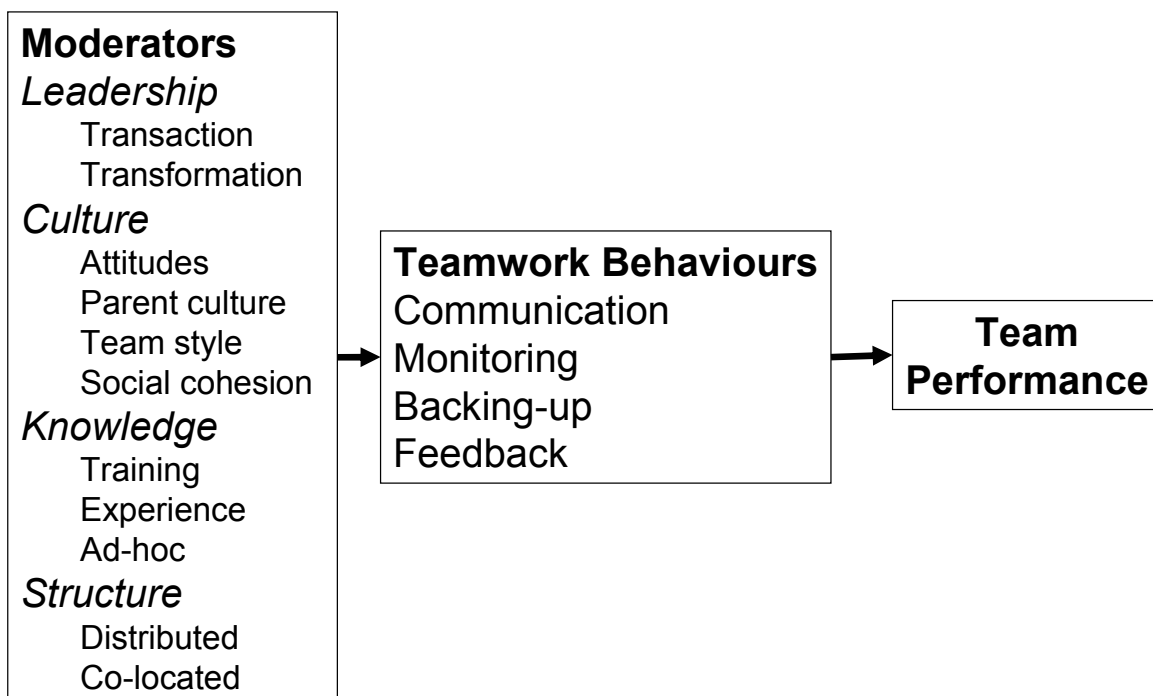 Moderators
Leadership
Transaction
Transformation
Culture
Attitudes
Parent culture
Team style
Social cohesion
Knowledge
Training
Experience
Ad-hoc
Structure
Distributed
Co-located
Teamwork Behaviours
Communication
Monitoring
Backing-up
Feedback
Team
Performance